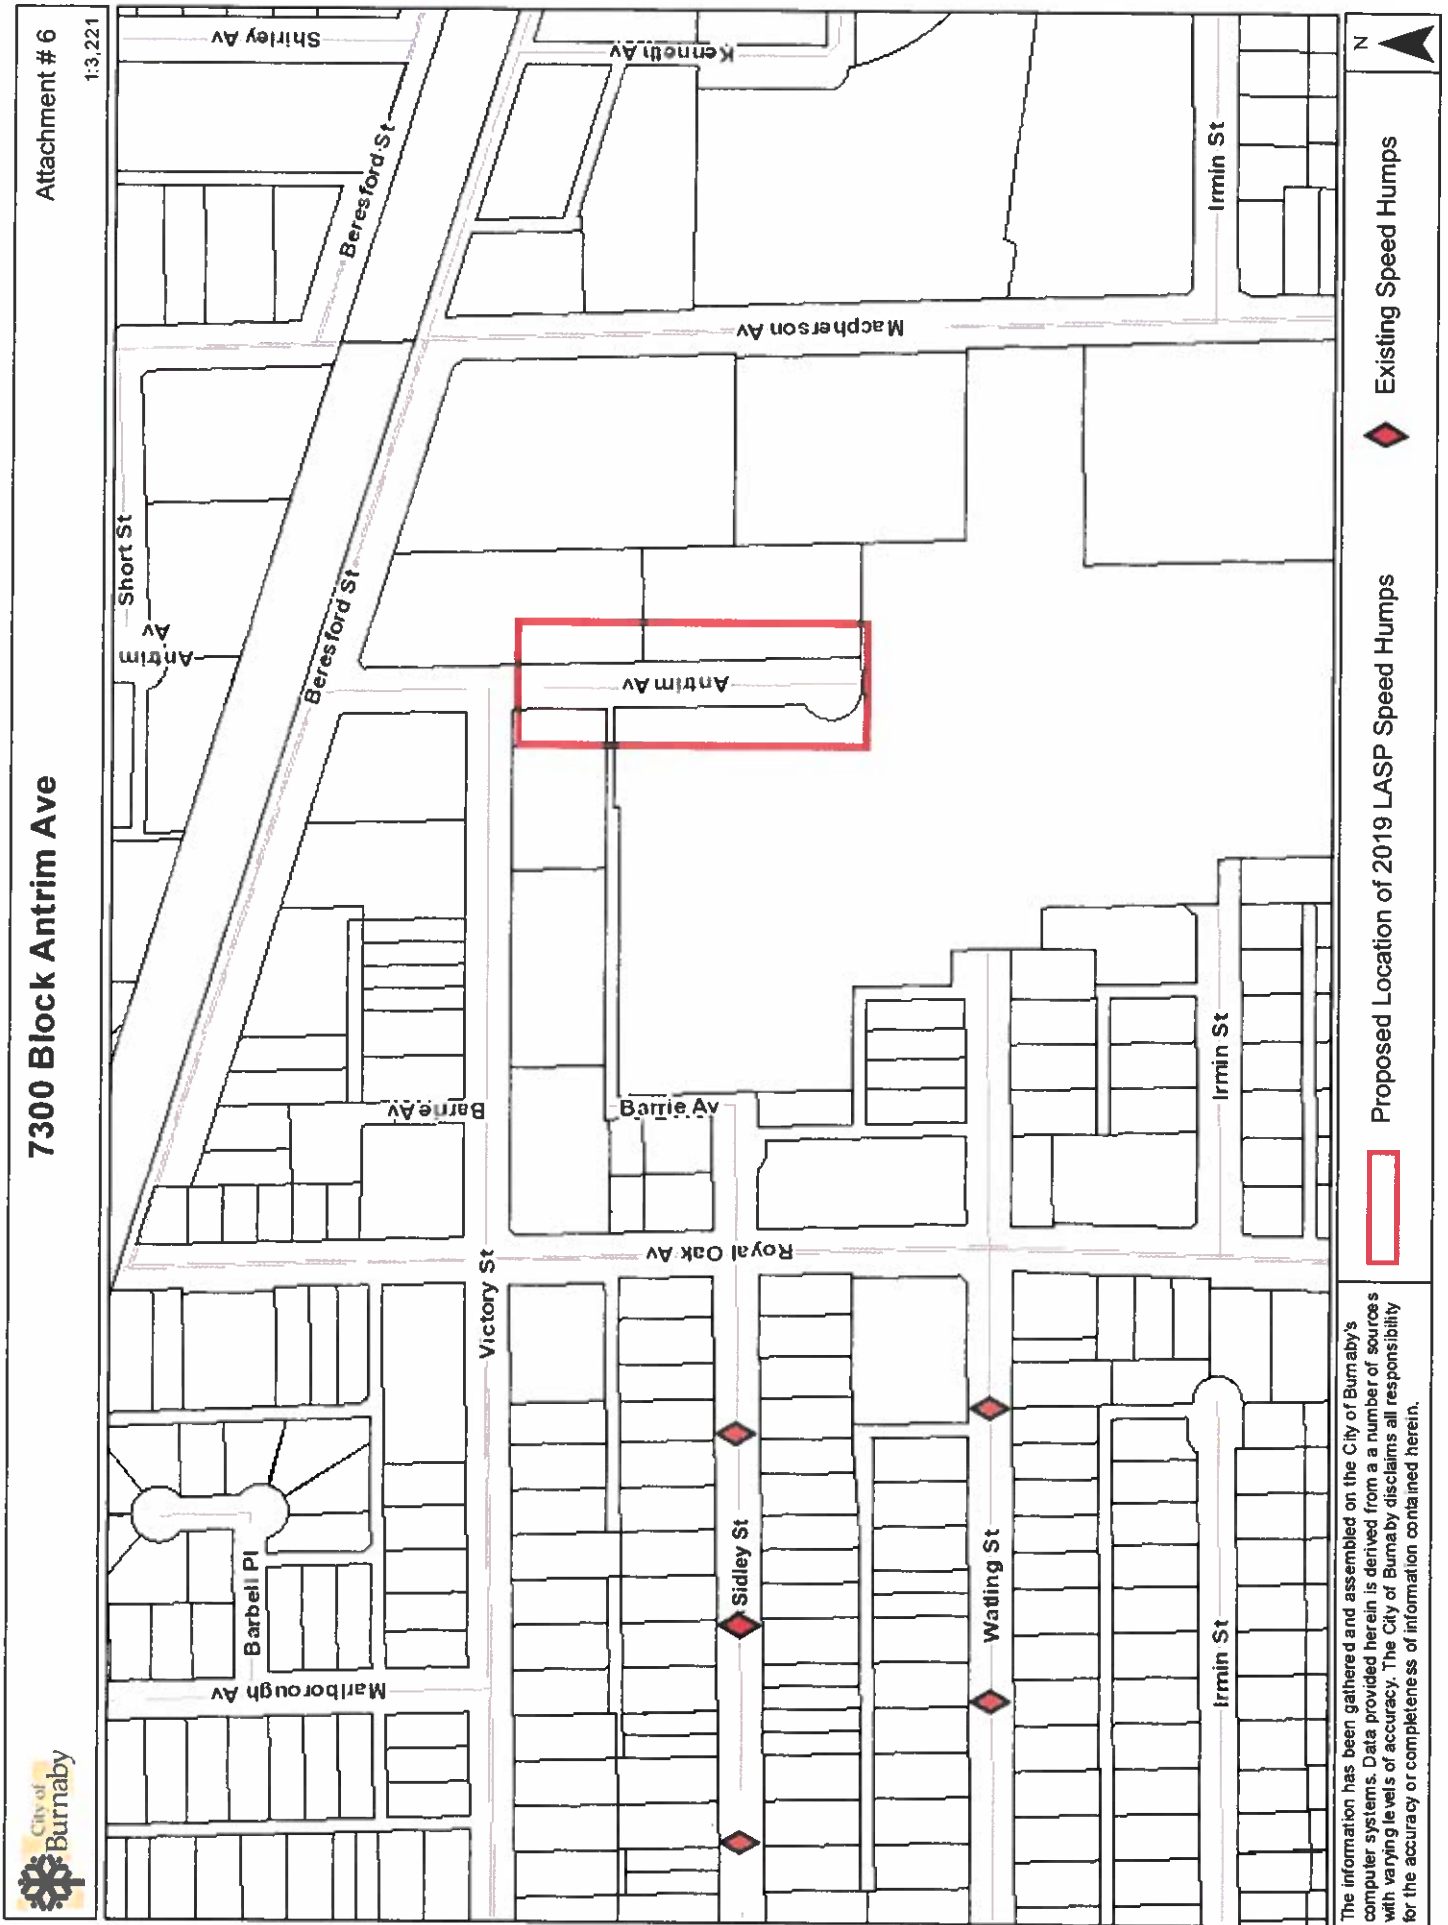 City of
Burnaby
7300 Block Antrim Ave
Attachment # 6
1:3,221
Shirley Av
Kenneth Av
Beresford St
Short St
Antrim
Av
Beresford St
Macpherson Av
Irmin St
Antrim Av
Barrie Av
Barrie Av
Victory St
Royal Oak Av
Irmin St
Barbell Pl
Marlborough Av
Sidley St
Watling St
Irmin St
The information has been gathered and assembled on the City of Burnaby's
computer systems. Data provided herein is derived from a a number of sources
with varying levels of accuracy. The City of Burnaby disclaims all responsibility
for the accuracy or completeness of information contained herein.
Proposed Location of 2019 LASP Speed Humps
Existing Speed Humps
N